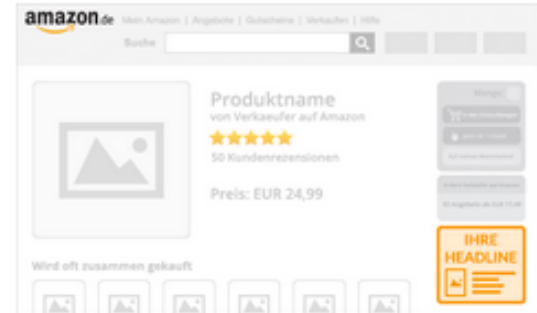 amazon.de
Mein Amazon | Angebote | Gutscheine | Verkaufen | Hilfe
Suche
Produktname
von Verkaeufer auf Amazon
50 Kundenrezensionen
Preis: EUR 24,99
Menge:
IHRE
HEADLINE
Wird oft zusammen gekauft